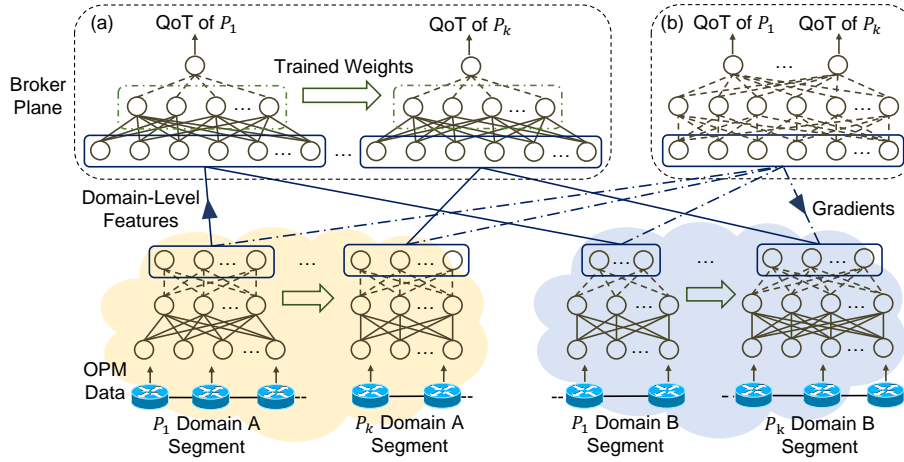 (a)
QoT of P₁
QoT of Pₖ
(b)
QoT of P₁
QoT of Pₖ
Broker
Plane
Trained Weights
...
...
...
...
...
...
...
...
Domain-Level
Features
Gradients
...
...
...
...
...
...
...
...
...
...
...
...
...
...
OPM
Data
P₁ Domain A
Segment
Pₖ Domain A
Segment
P₁ Domain B
Segment
Pₖ Domain B
Segment